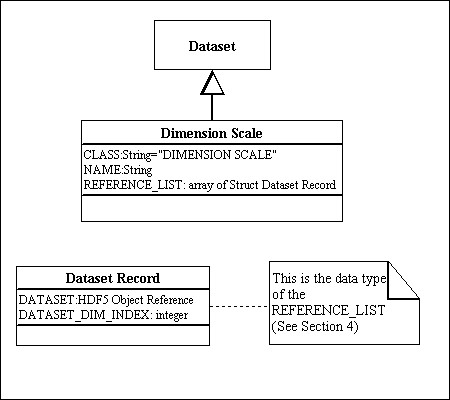 Dataset
Dimension Scale
CLASS:String="DIMENSION SCALE"
NAME:String
REFERENCE_LIST: array of Struct Dataset Record
Dataset Record
DATASET:HDF5 Object Reference
DATASET_DIM_INDEX: integer
This is the data type
of the
REFERENCE_LIST
(See Section 4)